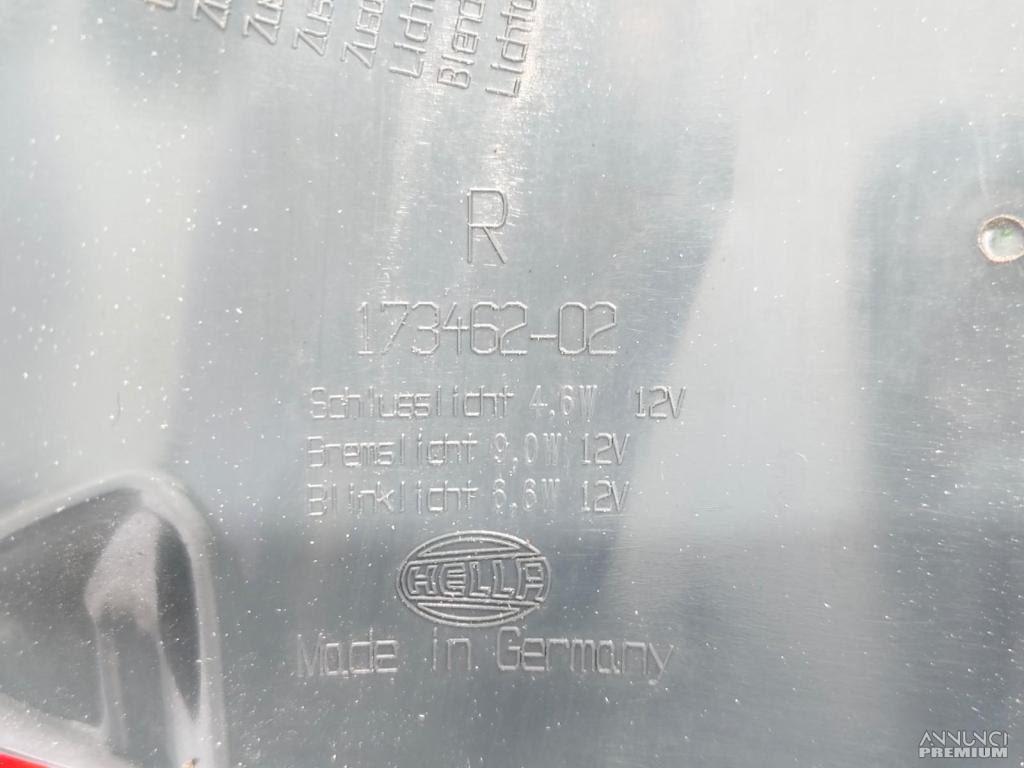 R
173462-02
Schlusslicht 4,6W 12V
Bremslicht 9,0W 12V
Blinklicht 6,6W 12V
HELLA
Made in Germany
ANNUNCI
PREMIUM